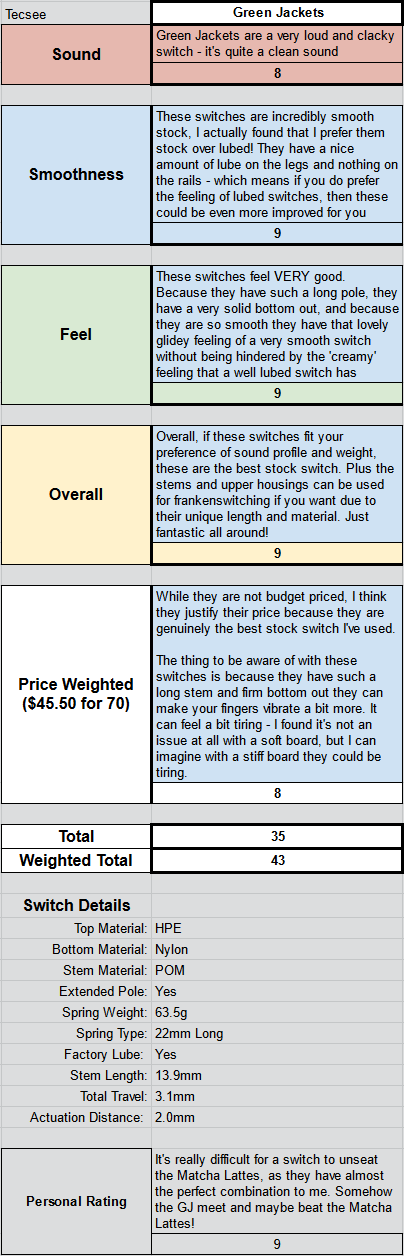 Tecsee
Green Jackets
Sound
Green Jackets are a very loud and clacky
switch - it's quite a clean sound
8
Smoothness
These switches are incredibly smooth
stock, I actually found that I prefer them
stock over lubed! They have a nice
amount of lube on the legs and nothing on
the rails - which means if you do prefer
the feeling of lubed switches, then these
could be even more improved for you
9
Feel
These switches feel VERY good.
Because they have such a long pole, they
have a very solid bottom out, and because
they are so smooth they have that lovely
glidey feeling of a very smooth switch
without being hindered by the 'creamy'
feeling that a well lubed switch has
9
Overall
Overall, if these switches fit your
preference of sound profile and weight,
these are the best stock switch. Plus the
stems and upper housings can be used
for frankenswitching if you want due to
their unique length and material. Just
fantastic all around!
9
Price Weighted
($45.50 for 70)
While they are not budget priced, I think
they justify their price because they are
genuinely the best stock switch I've used.
The thing to be aware of with these
switches is because they have such a
long stem and firm bottom out they can
make your fingers vibrate a bit more. It
can feel a bit tiring - I found it's not an
issue at all with a soft board, but I can
imagine with a stiff board they could be
tiring.
8
Total 35
Weighted Total 43
Switch Details
Top Material: HPE
Bottom Material: Nylon
Stem Material: POM
Extended Pole: Yes
Spring Weight: 63.5g
Spring Type: 22mm Long
Factory Lube: Yes
Stem Length: 13.9mm
Total Travel: 3.1mm
Actuation Distance: 2.0mm
Personal Rating
It's really difficult for a switch to unseat
the Matcha Lattes, as they have almost
the perfect combination to me. Somehow
the GJ meet and maybe beat the Matcha
Lattes!
9